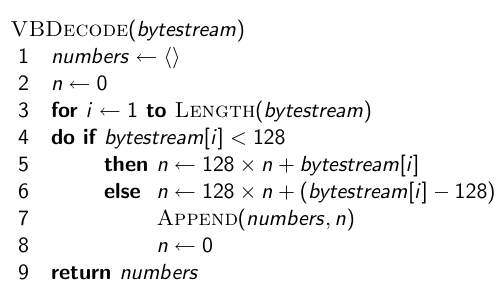 VBDECODE(bytestream)
1 numbers ← ⟨⟩
2 n ← 0
3 for i ← 1 to LENGTH(bytestream)
4 do if bytestream[i] < 128
5 then n ← 128 × n + bytestream[i]
6 else n ← 128 × n + (bytestream[i] − 128)
7 APPEND(numbers, n)
8 n ← 0
9 return numbers